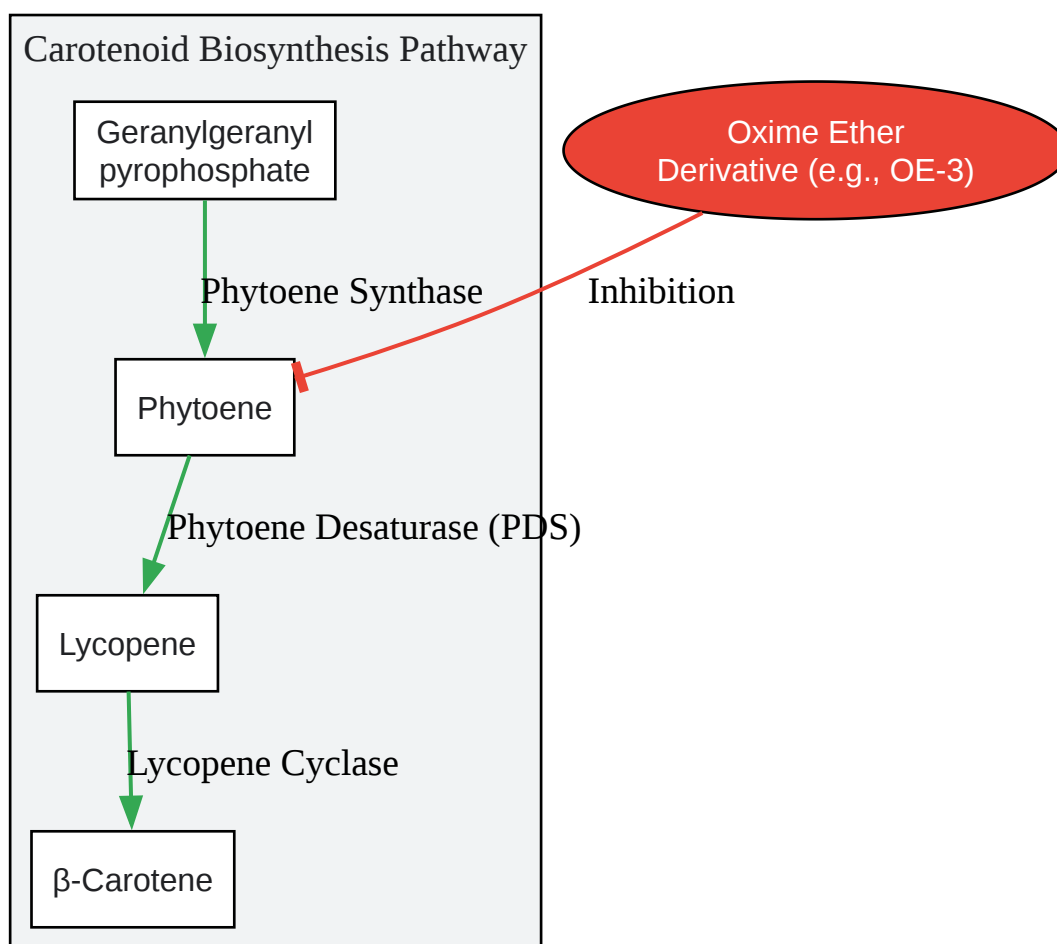 Carotenoid Biosynthesis Pathway
Geranylgeranyl
pyrophosphate
Oxime Ether
Derivative (e.g., OE-3)
Phytoene Synthase
Inhibition
Phytoene
Phytoene Desaturase (PDS)
Lycopene
Lycopene Cyclase
β-Carotene